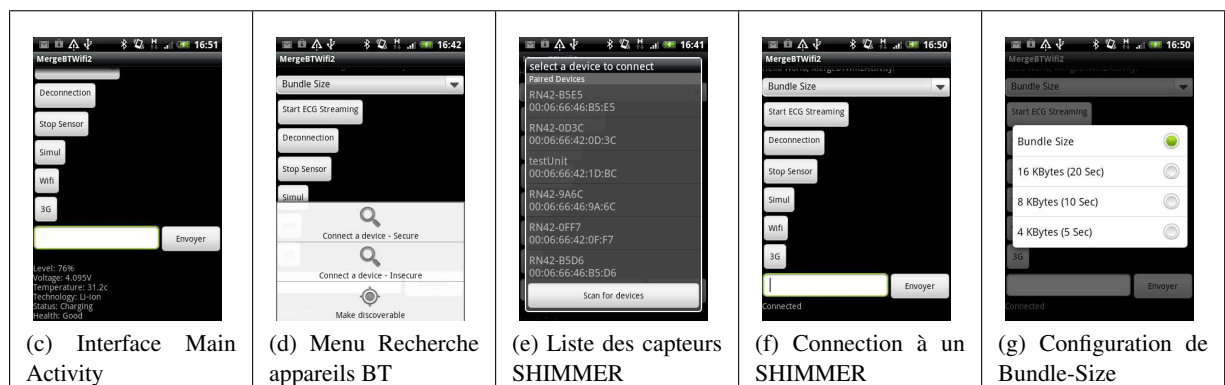 16:51
MergeBTWifi2
Deconnection
Stop Sensor
Simul
Wifi
3G
Envoyer
Level: 76%
Voltage: 4.095V
Temperature: 31.2c
Technology: Li-ion
Status: Charging
Health: Good
(c) Interface Main
Activity
H
16:42
MergeBTWifi2
Bundle Size
Start ECG Streaming
Deconnection
Stop Sensor
Simul
Connect a device - Secure
Connect a device - Insecure
Make discoverable
(d) Menu Recherche
appareils BT
H
16:41
select a device to connect
Paired Devices
RN42-B5E5
00:06:66:46:B5:E5
RN42-0D3C
00:06:66:42:0D:3C
testUnit
00:06:66:42:1D:BC
RN42-9A6C
00:06:66:46:9A:6C
RN42-0FF7
00:06:66:42:0F:F7
RN42-B5D6
00:06:66:46:B5:D6
Scan for devices
(e) Liste des capteurs
SHIMMER
H
16:50
MergeBTWifi2
Bundle Size
Start ECG Streaming
Deconnection
Stop Sensor
Simul
Wifi
3G
Envoyer
Connected
(f) Connection à un
SHIMMER
H
16:50
MergeBTWifi2
Bundle Size
Start ECG Streaming
Bundle Size
16 KBytes (20 Sec)
8 KBytes (10 Sec)
4 KBytes (5 Sec)
3G
Envoyer
Connected
(g) Configuration de
Bundle-Size